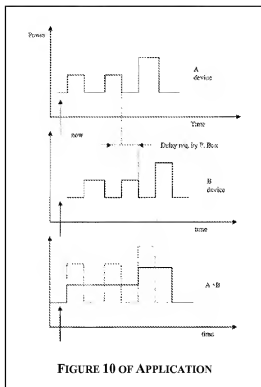 Power
A
device
Time
now
Delay req. by P. Box
B
device
time
A+B
time
FIGURE 10 OF APPLICATION